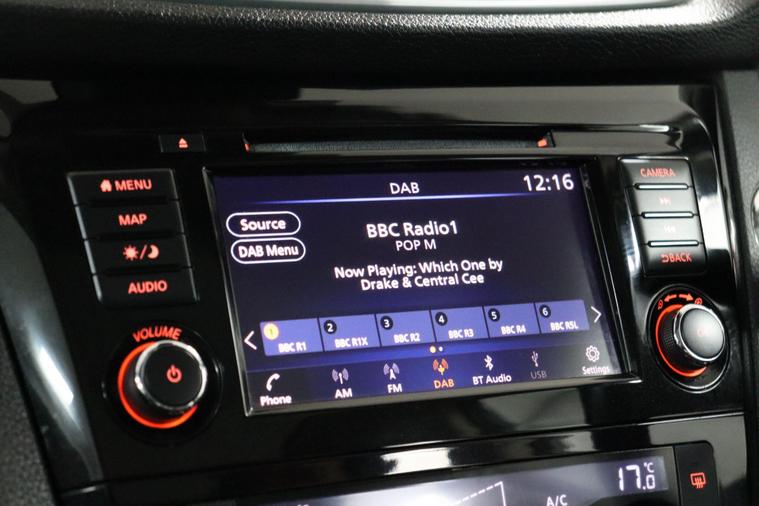 MENU
MAP
AUDIO
VOLUME
DAB
12:16
Source
DAB Menu
BBC Radio1
POP M
Now Playing: Which One by
Drake & Central Cee
1
BBC R1
2
BBC R1X
3
BBC R2
4
BBC R3
5
BBC R4
6
BBC R5L
Phone
AM
FM
DAB
BT Audio
USB
Settings
CAMERA
BACK
A/C
17.0
°C